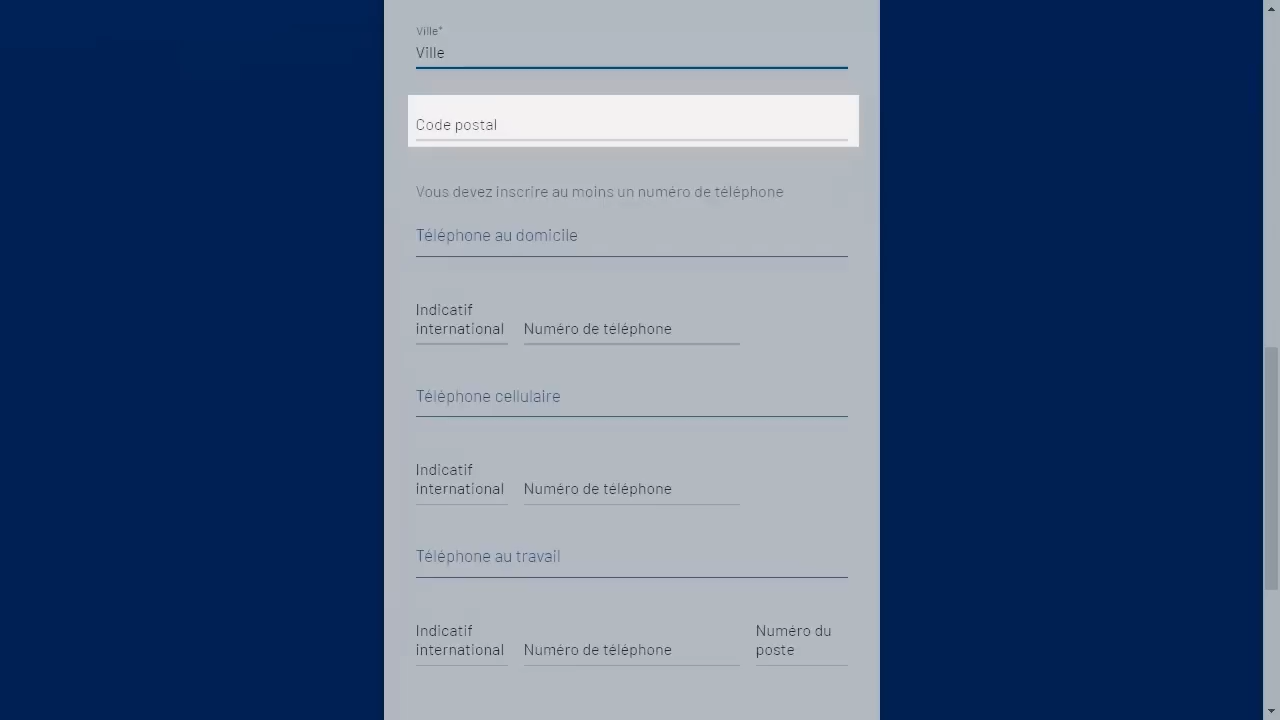 Ville*
Ville
Code postal
Vous devez inscrire au moins un numéro de téléphone
Téléphone au domicile
Indicatif
international
Numéro de téléphone
Téléphone cellulaire
Indicatif
international
Numéro de téléphone
Téléphone au travail
Indicatif
international
Numéro de téléphone
Numéro du
poste